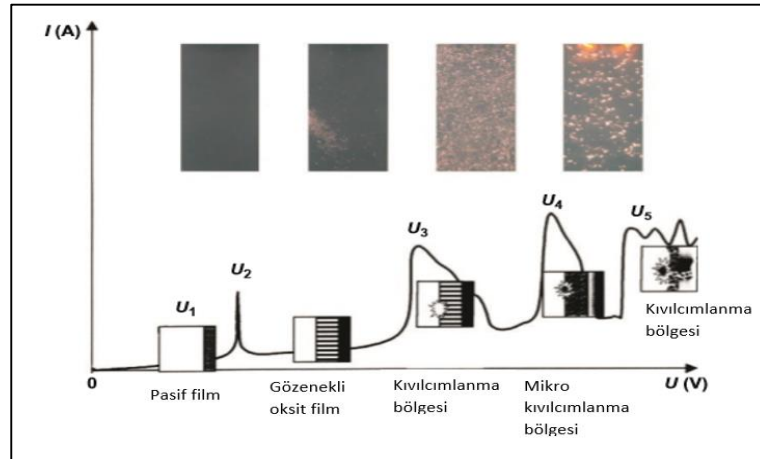 I (A)
U1
U2
U3
U4
U5
0
U (V)
Pasif film
Gözenekli
oksit film
Kıvılcımlanma
bölgesi
Mikro
kıvılcımlanma
bölgesi
Kıvılcımlanma
bölgesi